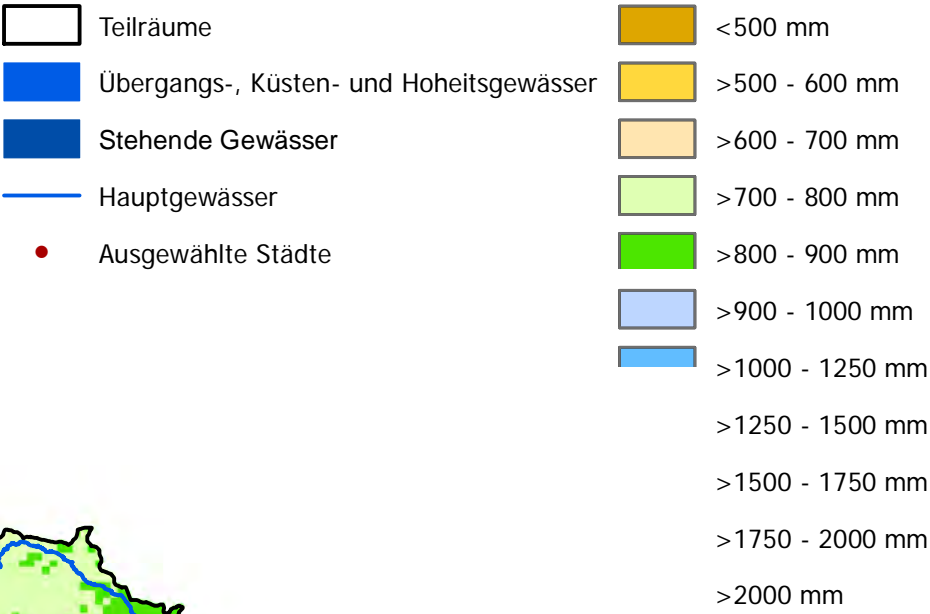 Teilräume
Übergangs-, Küsten- und Hoheitsgewässer
Stehende Gewässer
Hauptgewässer
Ausgewählte Städte
<500 mm
>500 - 600 mm
>600 - 700 mm
>700 - 800 mm
>800 - 900 mm
>900 - 1000 mm
>1000 - 1250 mm
>1250 - 1500 mm
>1500 - 1750 mm
>1750 - 2000 mm
>2000 mm